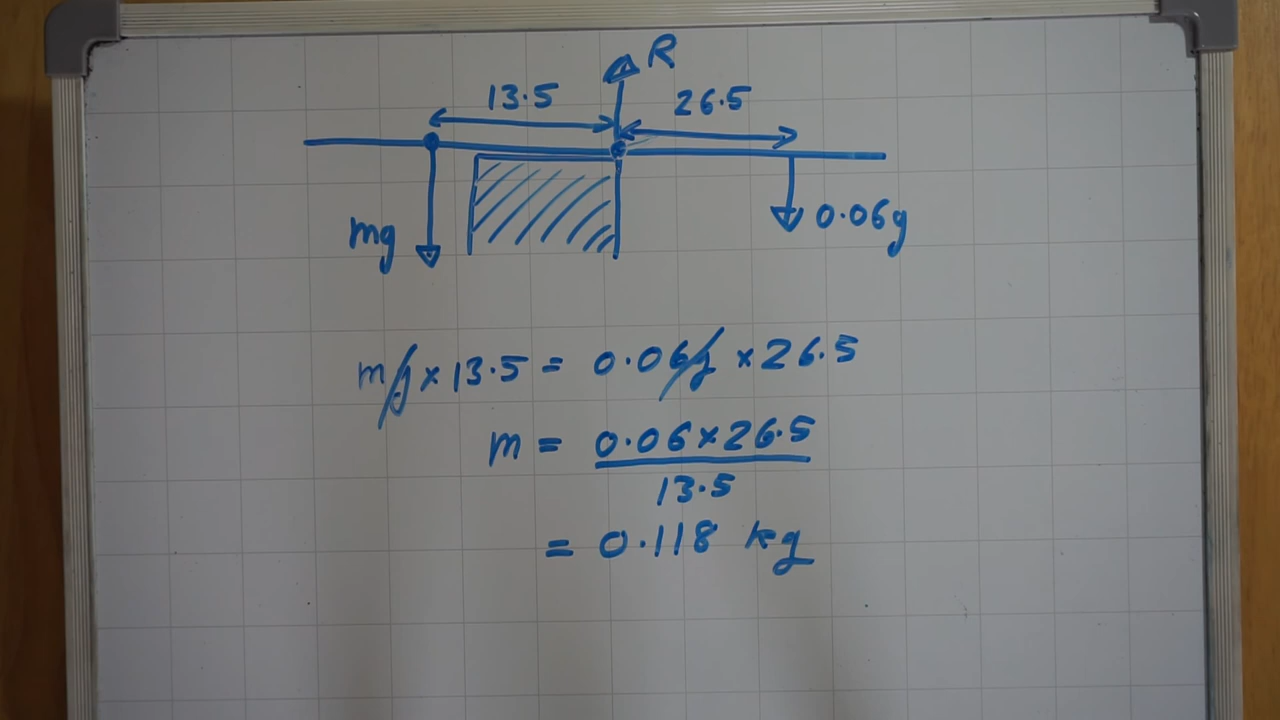 R
13.5 26.5
mg 0.06g
mg × 13.5 = 0.06g × 26.5
m = 0.06 × 26.5
13.5
= 0.118 kg